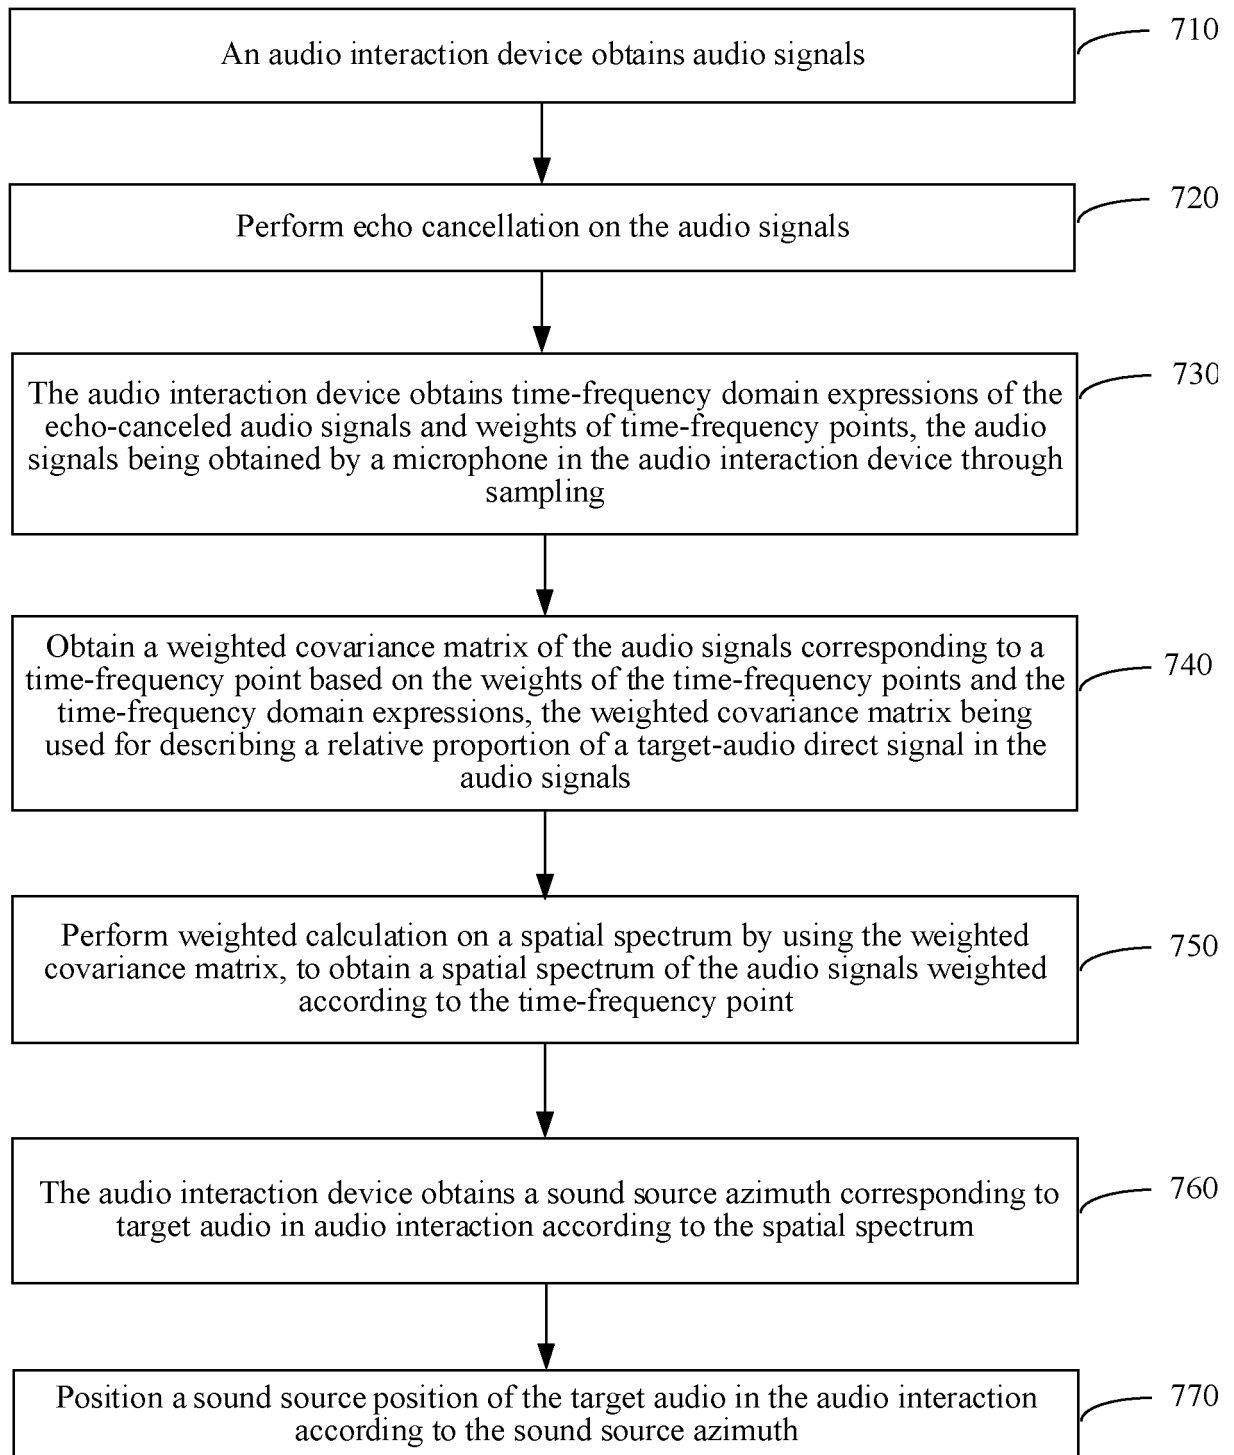 An audio interaction device obtains audio signals
710
Perform echo cancellation on the audio signals
720
The audio interaction device obtains time-frequency domain expressions of the
echo-canceled audio signals and weights of time-frequency points, the audio
signals being obtained by a microphone in the audio interaction device through
sampling
730
Obtain a weighted covariance matrix of the audio signals corresponding to a
time-frequency point based on the weights of the time-frequency points and the
time-frequency domain expressions, the weighted covariance matrix being
used for describing a relative proportion of a target-audio direct signal in the
audio signals
740
Perform weighted calculation on a spatial spectrum by using the weighted
covariance matrix, to obtain a spatial spectrum of the audio signals weighted
according to the time-frequency point
750
The audio interaction device obtains a sound source azimuth corresponding to
target audio in audio interaction according to the spatial spectrum
760
Position a sound source position of the target audio in the audio interaction
according to the sound source azimuth
770